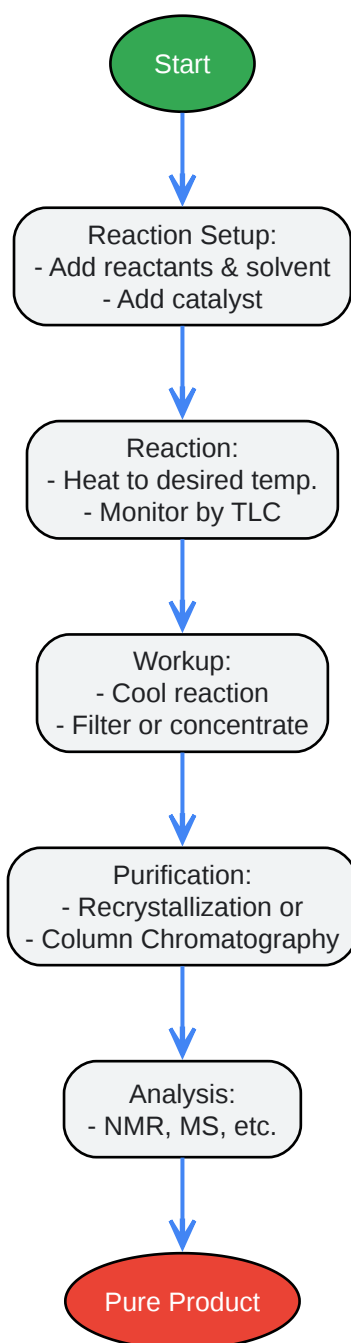 Start
Reaction Setup:
- Add reactants & solvent
- Add catalyst
Reaction:
- Heat to desired temp.
- Monitor by TLC
Workup:
- Cool reaction
- Filter or concentrate
Purification:
- Recrystallization or
- Column Chromatography
Analysis:
- NMR, MS, etc.
Pure Product